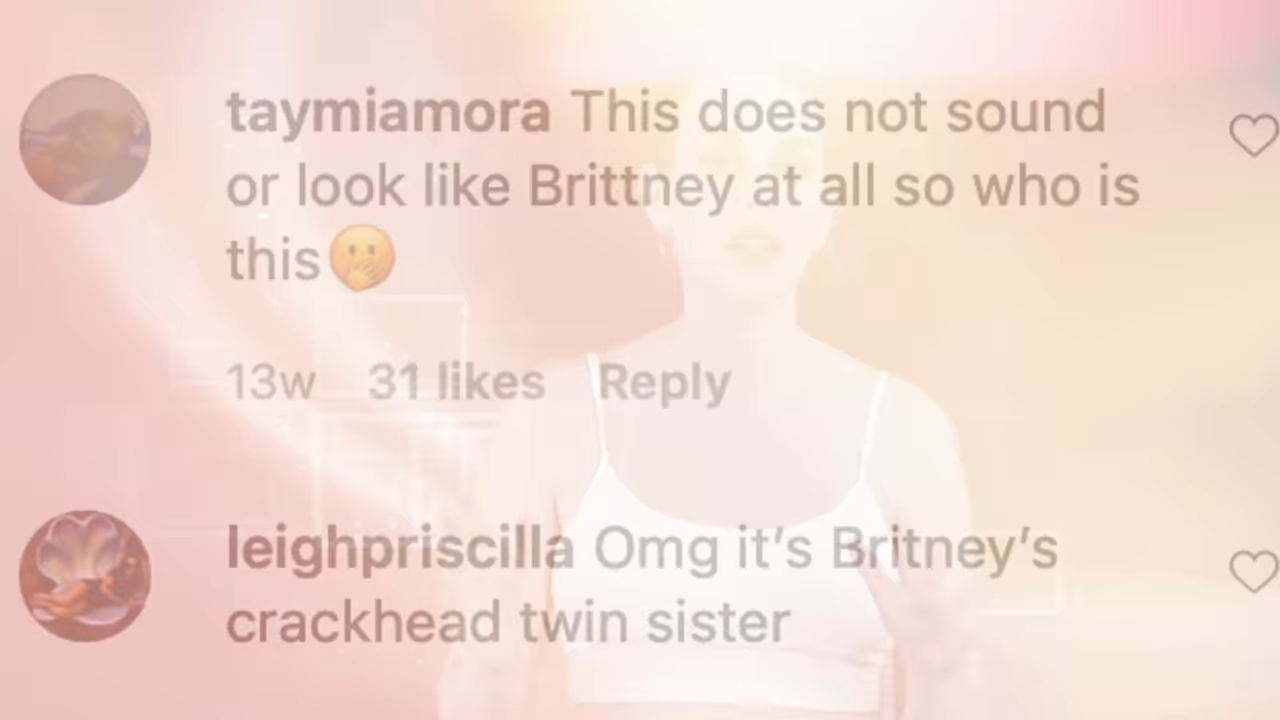 taymiamora This does not sound
or look like Brittney at all so who is
this🫢
13w 31 likes Reply
leighpriscilla Omg it’s Britney’s
crackhead twin sister